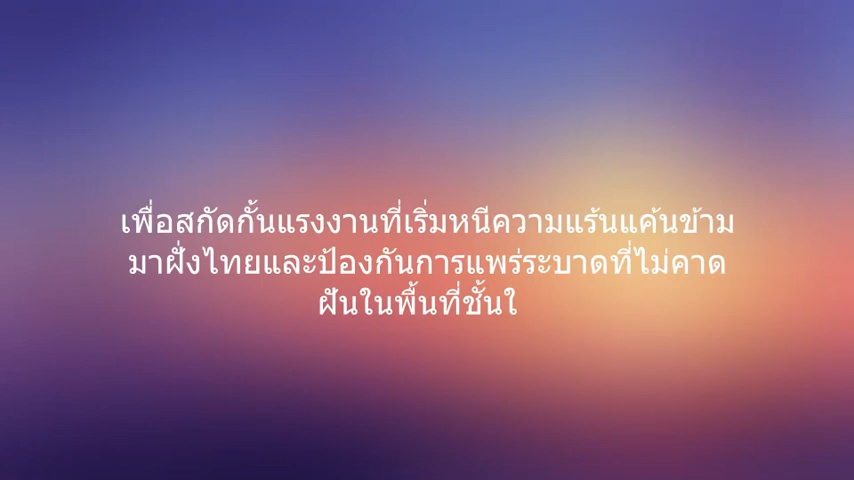 เพื่อสกัดกั้นแรงงานที่เริ่มหนีความแร้นแค้นข้าม
มาฝั่งไทยและป้องกันการแพร่ระบาดที่ไม่คาด
ฝันในพื้นที่ชั้นใ